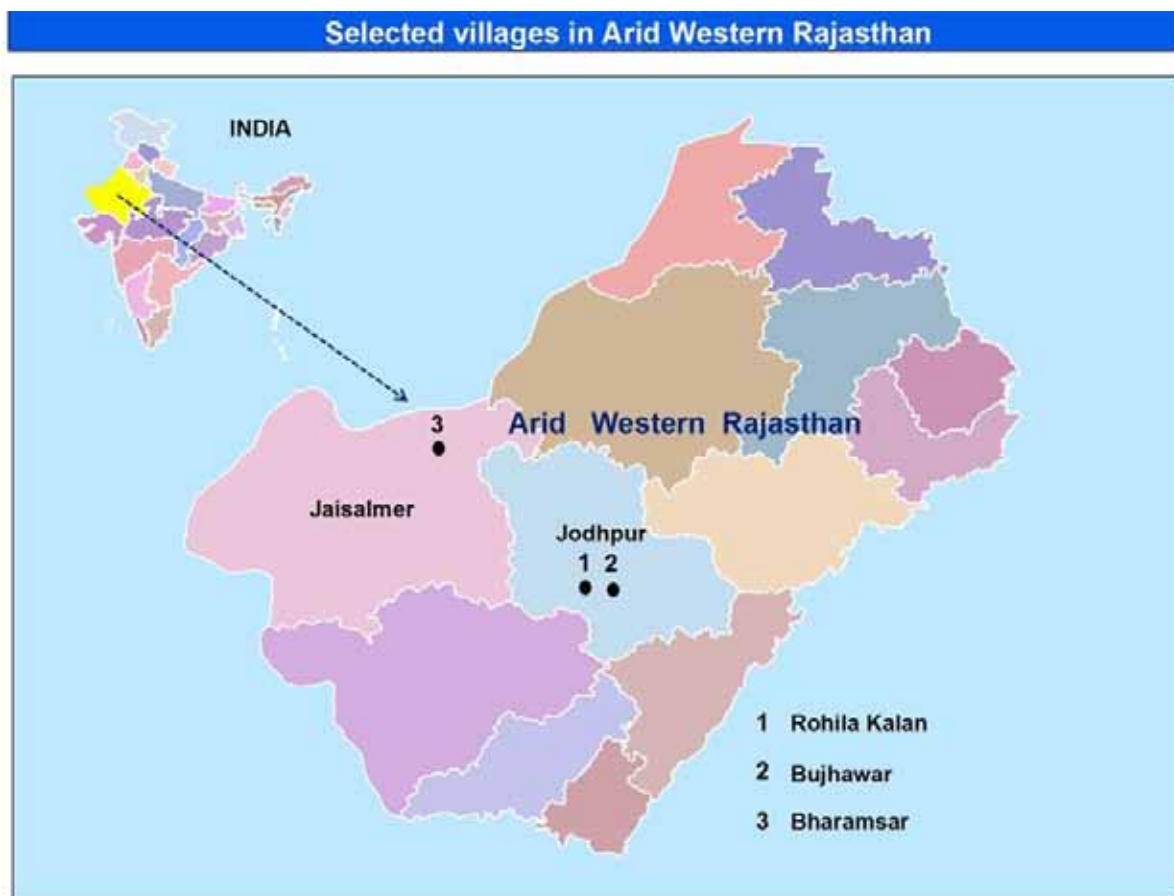 Selected villages in Arid Western Rajasthan
INDIA
3
Arid Western Rajasthan
Jaisalmer
Jodhpur
1 2
1 Rohila Kalan
2 Bujhawar
3 Bharamsar